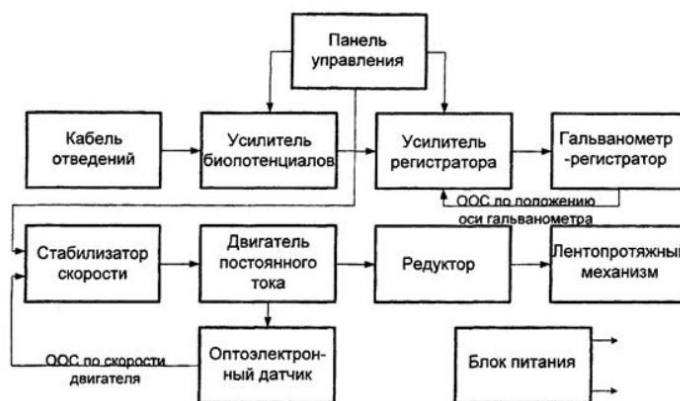 Панель
управления
Кабель
отведений
Усилитель
биопотенциалов
Усилитель
регистратора
Гальванометр
-регистратор
ООС по положению
оси гальванометра
Стабилизатор
скорости
Двигатель
постоянного
тока
Редуктор
Лентопротяжный
механизм
ООС по скорости
двигателя
Оптоэлектрон-
ный датчик
Блок питания